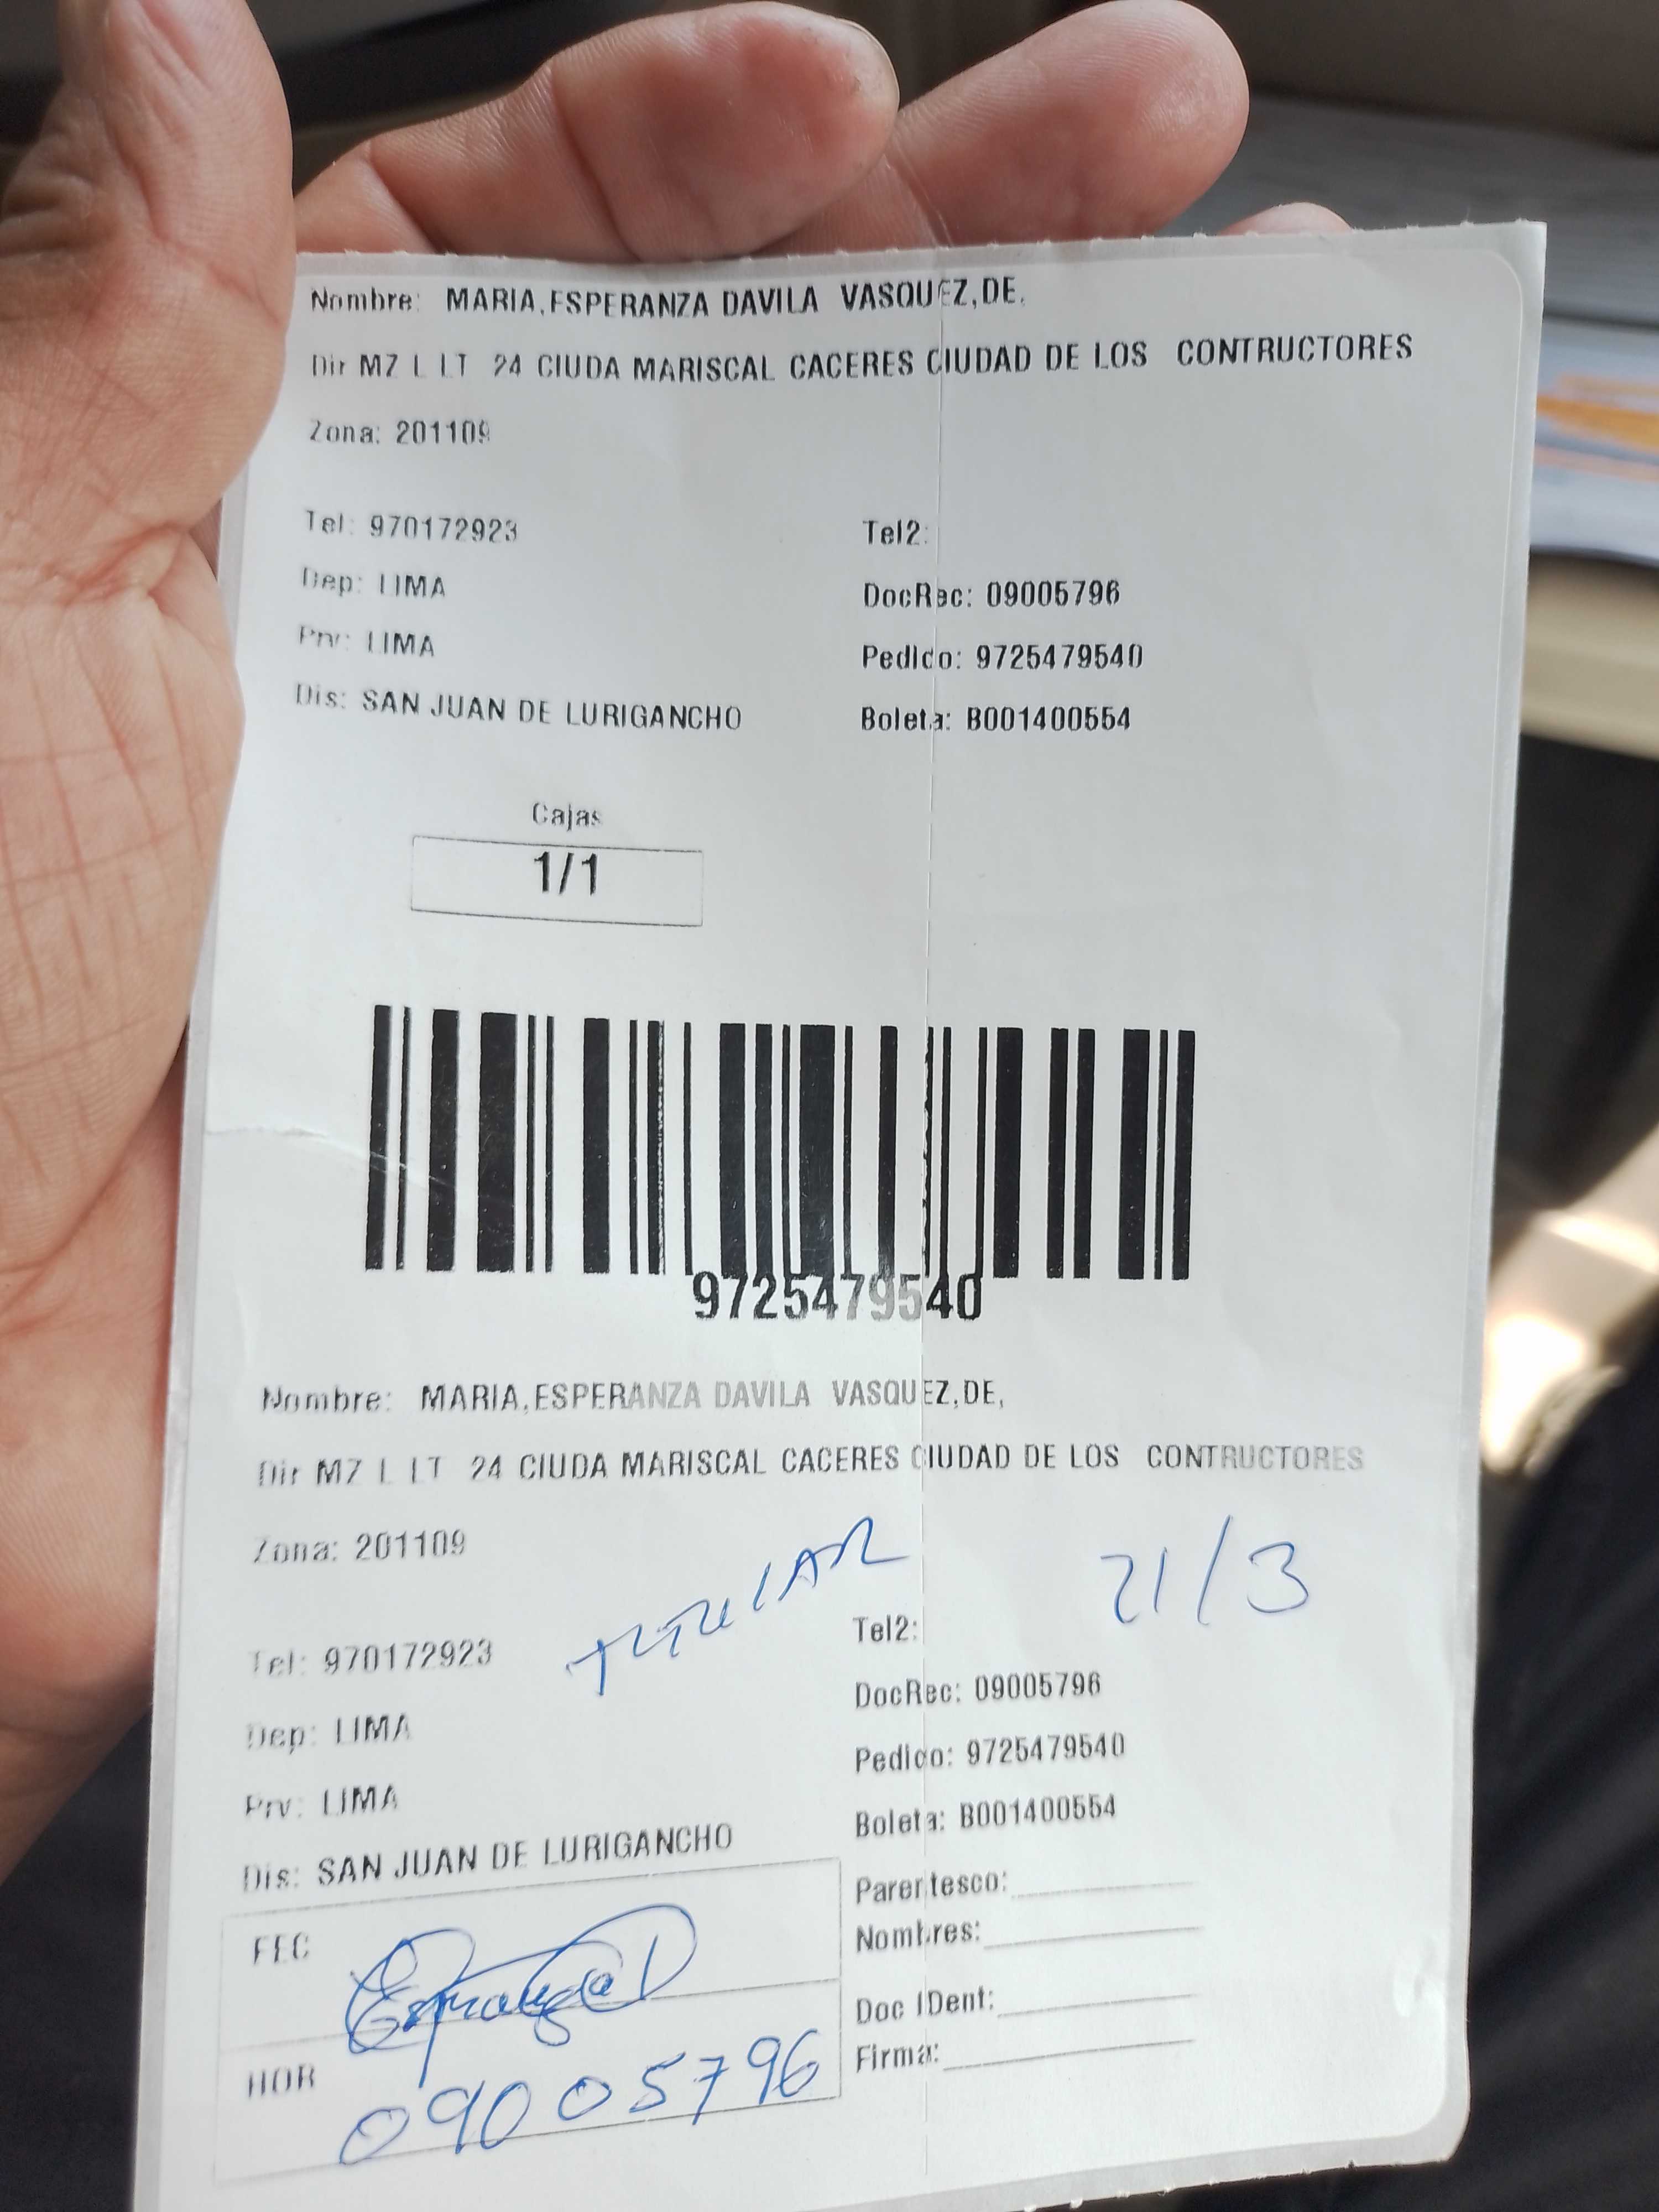 Nombre: MARIA,ESPERANZA DAVILA VASQUEZ,DE,
Dir MZ L LT 24 CIUDA MARISCAL CACERES CIUDAD DE LOS CONTRUCTORES
Zona: 201109
Tel: 970172923 Tel2:
Dep: LIMA DocRec: 09005796
Prv: LIMA Pedido: 9725479540
Dis: SAN JUAN DE LURIGANCHO Boleta: B001400554
Cajas
1/1
9725479540
Nombre: MARIA,ESPERANZA DAVILA VASQUEZ,DE,
Dir MZ L LT 24 CIUDA MARISCAL CACERES CIUDAD DE LOS CONTRUCTORES
Zona: 201109
TITULAR 21/3
Tel: 970172923 Tel2:
Dep: LIMA DocRec: 09005796
Prv: LIMA Pedido: 9725479540
Dis: SAN JUAN DE LURIGANCHO Boleta: B001400554
Parentesco:
FEC Esperanza D Nombres:
Doc IDent:
HOR 09005796 Firma: